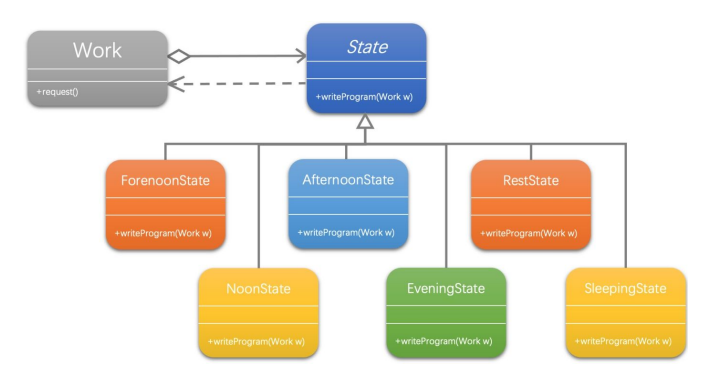 Work
+request()
State
+writeProgram(Work w)
ForenoonState
+writeProgram(Work w)
AfternoonState
+writeProgram(Work w)
RestState
+writeProgram(Work w)
NoonState
+writeProgram(Work w)
EveningState
+writeProgram(Work w)
SleepingState
+writeProgram(Work w)